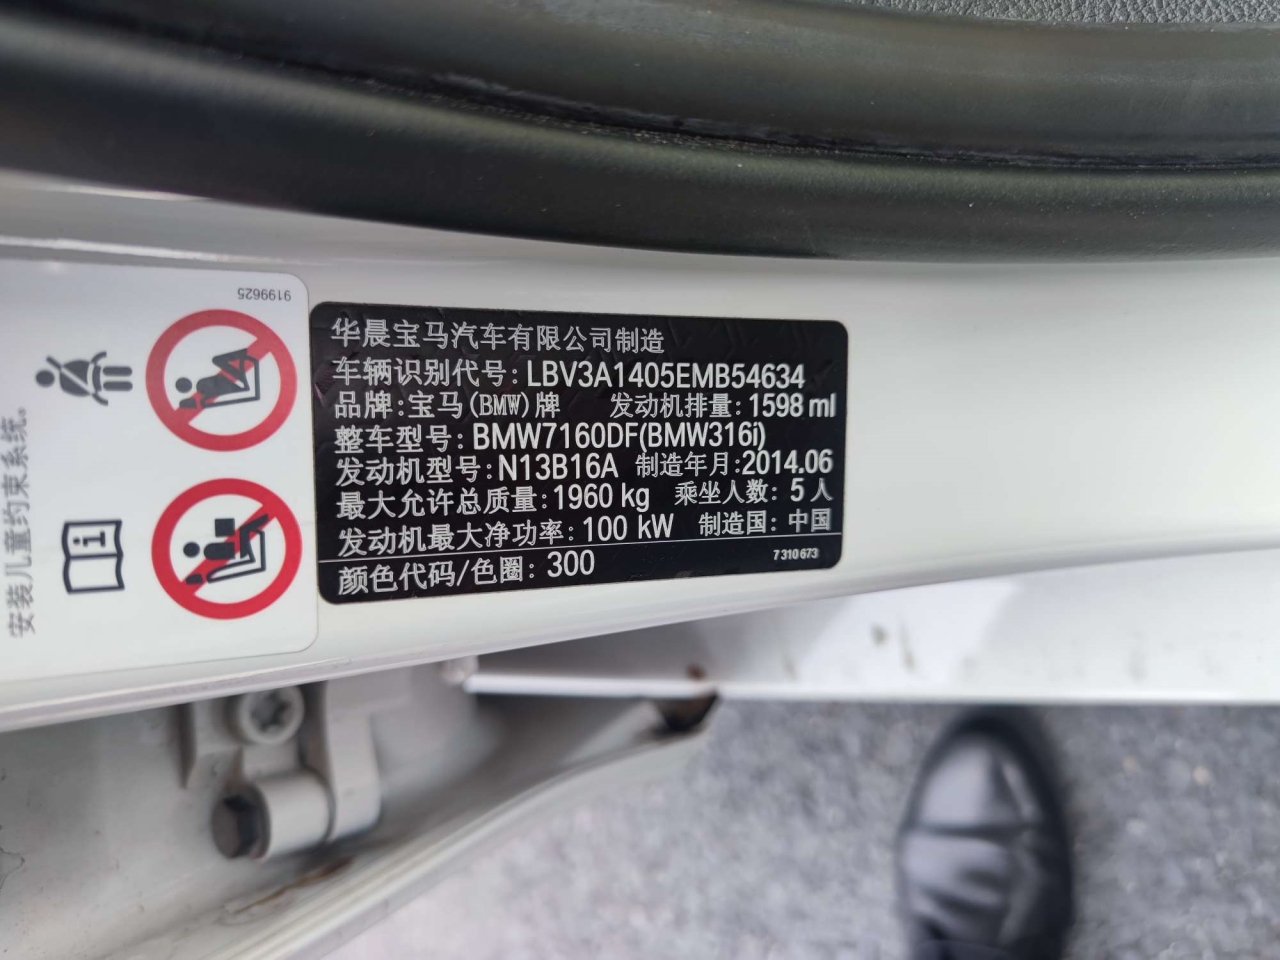 9199625
安装儿童约束系统。
华晨宝马汽车有限公司制造
车辆识别代号: LBV3A1405EMB54634
品牌: 宝马(BMW)牌 发动机排量: 1598 ml
整车型号: BMW7160DF(BMW316i)
发动机型号: N13B16A 制造年月: 2014.06
最大允许总质量: 1960 kg 乘坐人数: 5 人
发动机最大净功率: 100 kW 制造国: 中国
颜色代码/色圈: 300 7310673